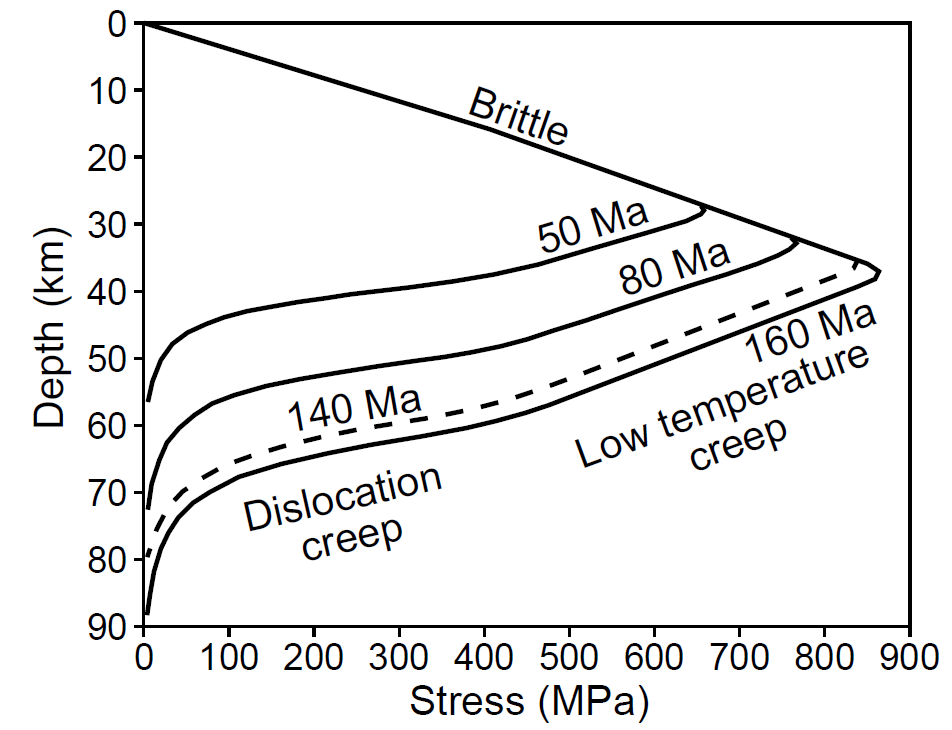 0
10
20
30
40
50
60
70
80
90
Depth (km)
Brittle
50 Ma
80 Ma
160 Ma
Low temperature
creep
140 Ma
Dislocation
creep
0 100 200 300 400 500 600 700 800 900
Stress (MPa)